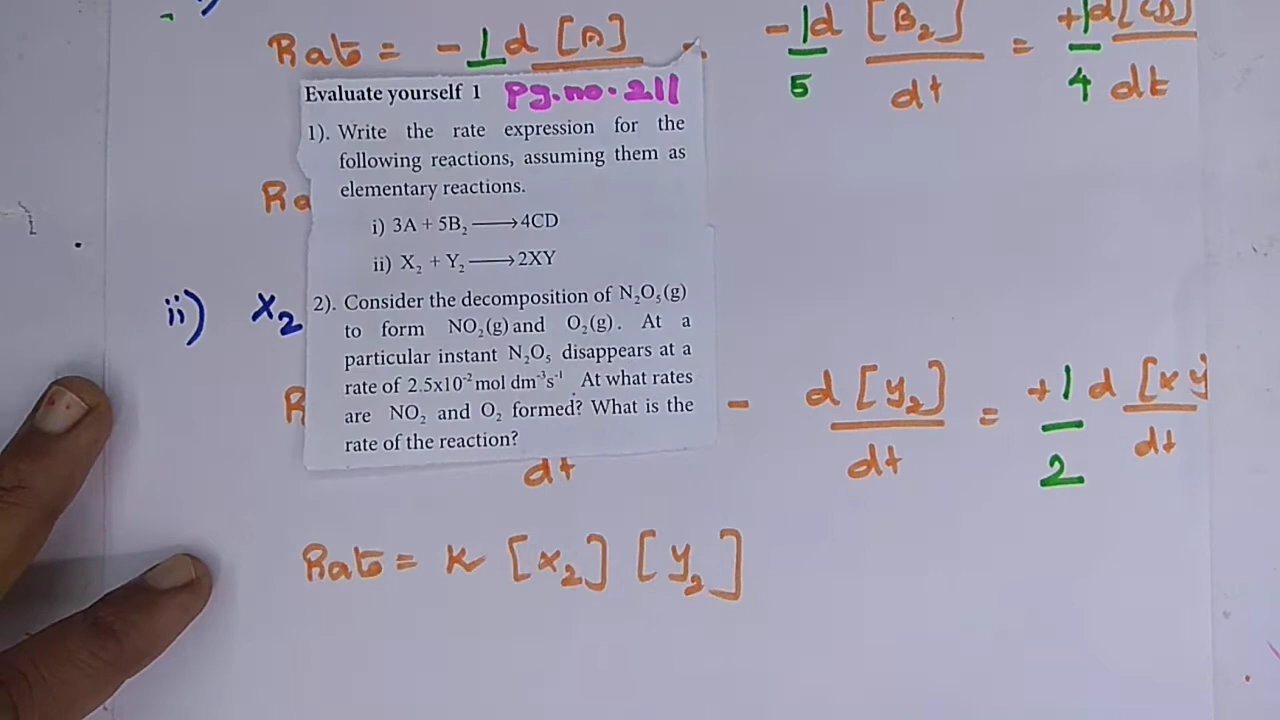 Rate = - 1 d [A] - 1 d [B₂] = + 1 d [CD]
5 dt 4 dt
Evaluate yourself 1 Pg.no.211
1). Write the rate expression for the
following reactions, assuming them as
elementary reactions.
Ra
i) 3A + 5B₂ ⟶ 4CD
ii) X₂ + Y₂ ⟶ 2XY
ii) X₂
2). Consider the decomposition of N₂O₅(g)
to form NO₂(g) and O₂(g). At a
particular instant N₂O₅ disappears at a
rate of 2.5x10⁻² mol dm⁻³s⁻¹ At what rates
are NO₂ and O₂ formed? What is the
rate of the reaction?
R - d [Y₂] = + 1 d [XY
dt dt 2 dt
Rate = K [X₂] [Y₂]